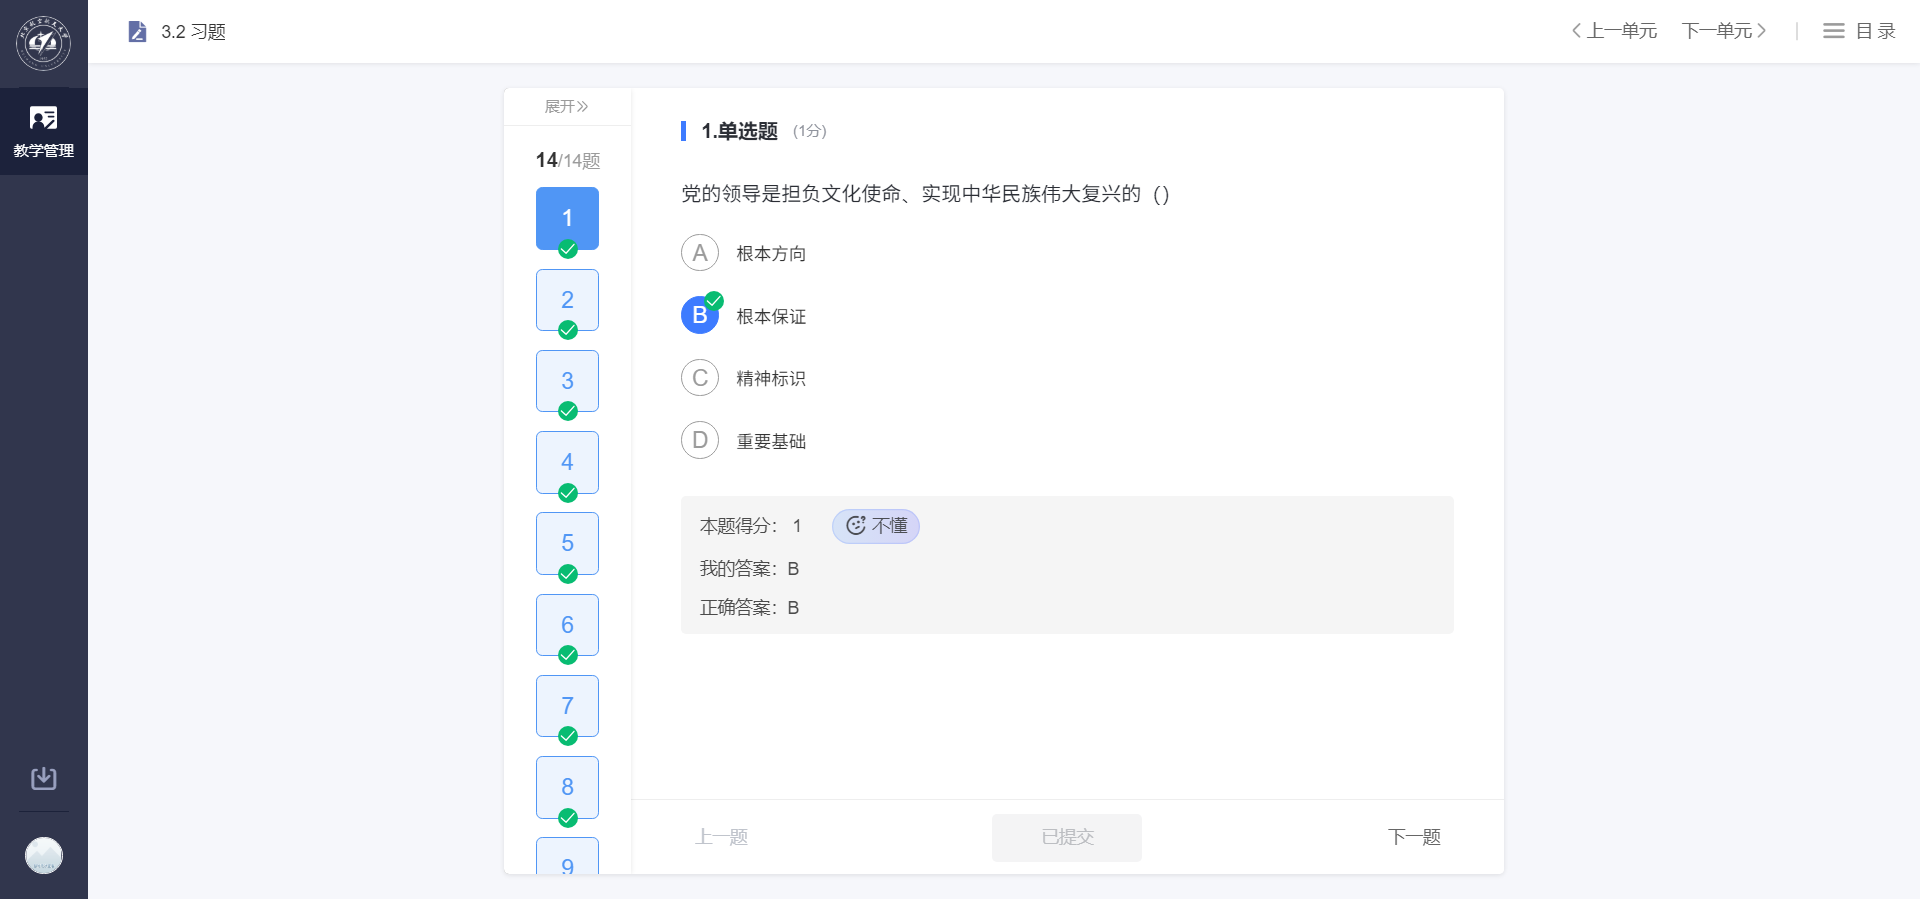 3.2 习题
上一单元
下一单元
目录
教学管理
展开
14/14题
1
2
3
4
5
6
7
8
9
1.单选题 (1分)
党的领导是担负文化使命、实现中华民族伟大复兴的（）
A 根本方向
B 根本保证
C 精神标识
D 重要基础
本题得分： 1 不懂
我的答案：B
正确答案：B
上一题
已提交
下一题